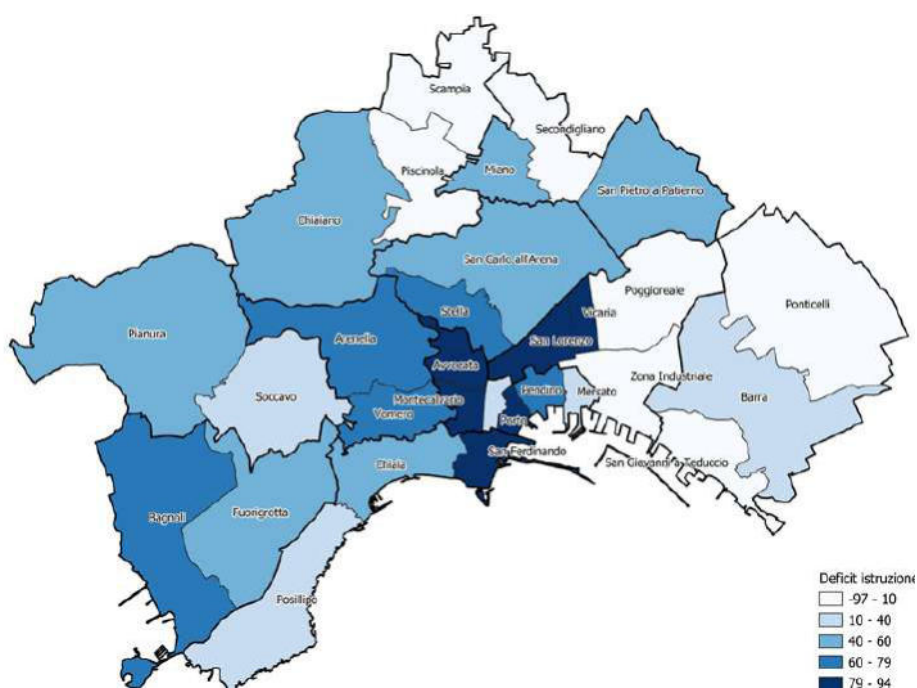 Scampia
Secondigliano
Piscinola
Miano
San Pietro a Patierno
Chiaiano
San Carlo all'Arena
Poggioreale
Ponticelli
Vicaria
Stella
Pianura
Arenella
San Lorenzo
Avvocata
Zona Industriale
Soccavo
Montecalvario
Pendino
Mercato
Barra
Vomero
Porto
San Ferdinando
Chiaia
San Giovanni a Teduccio
Bagnoli
Fuorigrotta
Posillipo
Deficit istruzione
-97 - 10
10 - 40
40 - 60
60 - 79
79 - 94